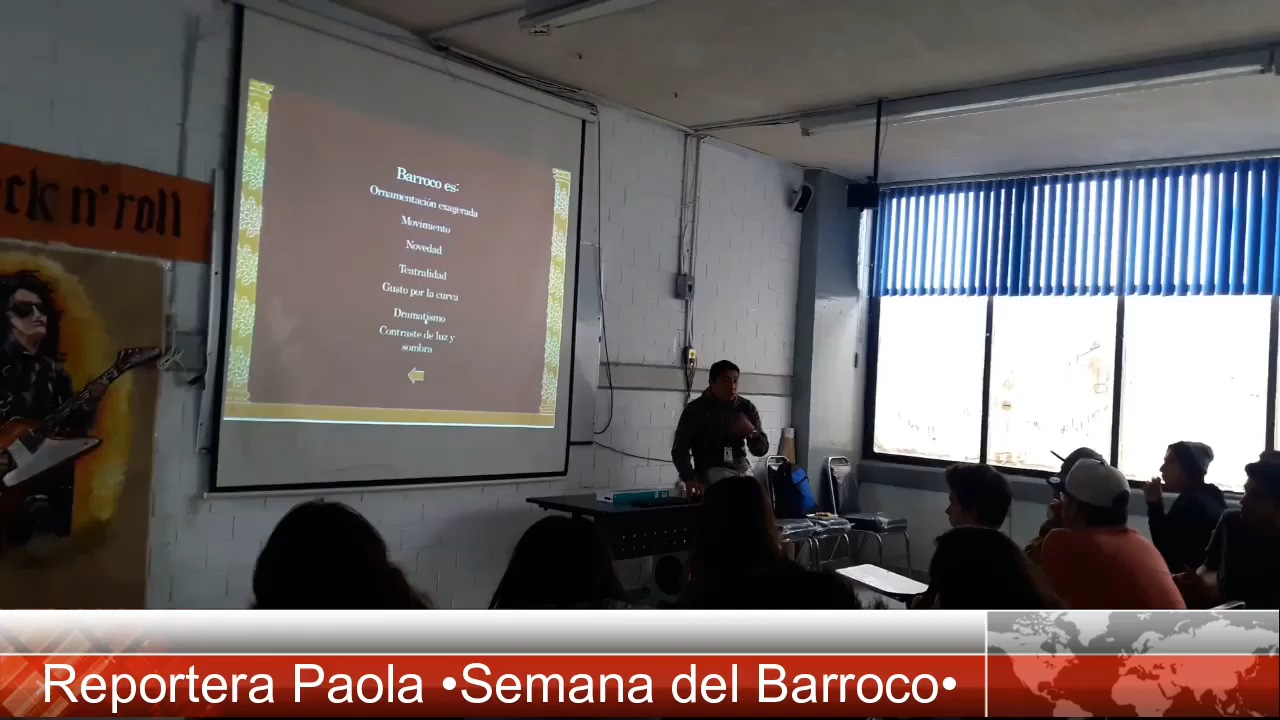 ck n' roll
Barroco es:
Ornamentación exagerada
Movimiento
Novedad
Teatralidad
Gusto por la curva
Dramatismo
Contraste de luz y
sombra
Reportera Paola •Semana del Barroco•